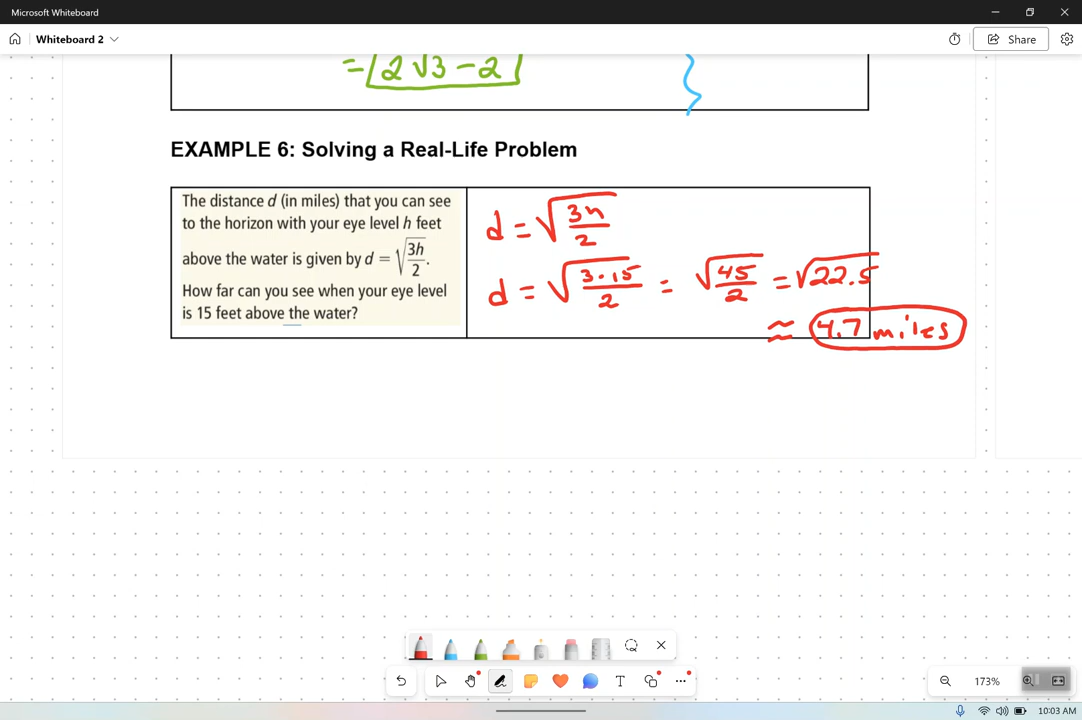 Microsoft Whiteboard
Whiteboard 2
Share
= 2√3 - 2
EXAMPLE 6: Solving a Real-Life Problem
The distance d (in miles) that you can see
to the horizon with your eye level h feet
above the water is given by d = √(3h/2).
How far can you see when your eye level
is 15 feet above the water?
d = √(3h/2)
d = √(3·15/2) = √(45/2) = √22.5
≈ 4.7 miles
173%
10:03 AM